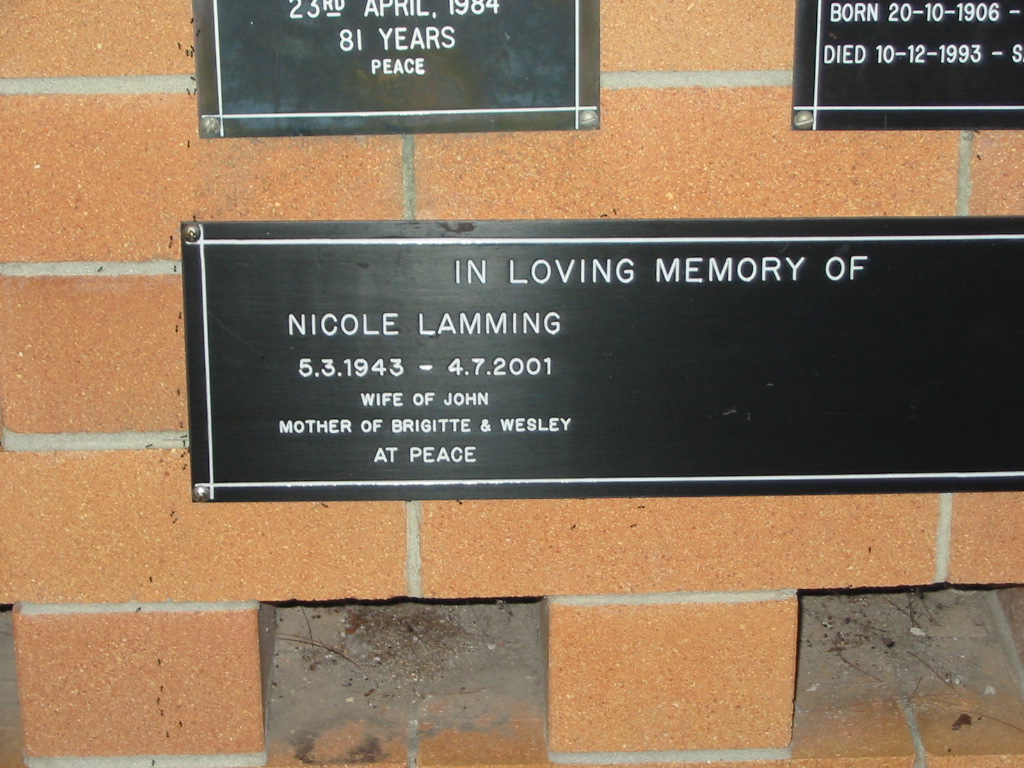 23RD APRIL, 1984
81 YEARS
PEACE
BORN 20-10-1906 -
DIED 10-12-1993 -
IN LOVING MEMORY OF
NICOLE LAMMING
5.3.1943 - 4.7.2001
WIFE OF JOHN
MOTHER OF BRIGITTE & WESLEY
AT PEACE